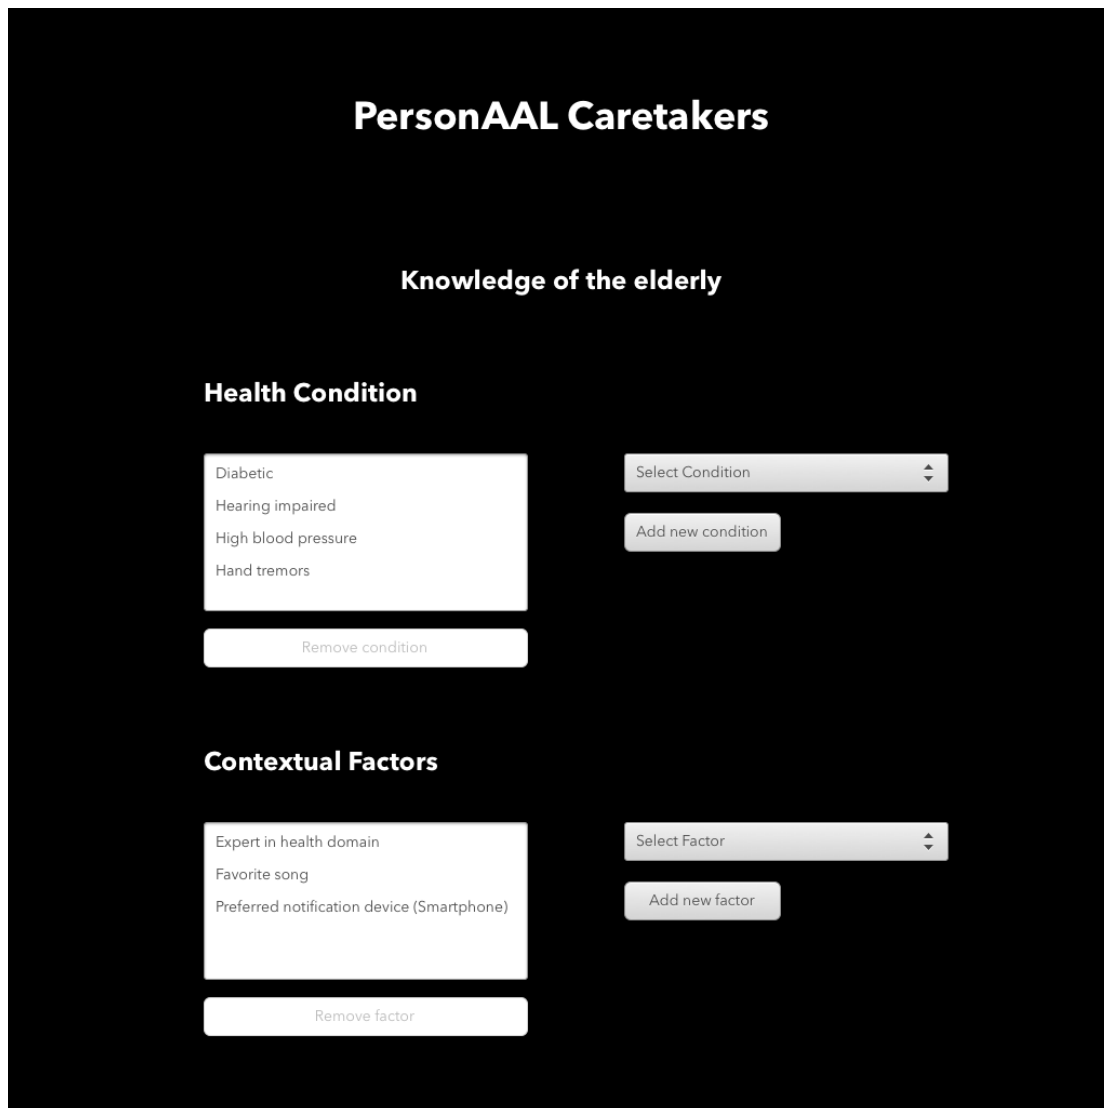 PersonAAL Caretakers
Knowledge of the elderly
Health Condition
Diabetic
Hearing impaired
High blood pressure
Hand tremors
Select Condition
Add new condition
Remove condition
Contextual Factors
Expert in health domain
Favorite song
Preferred notification device (Smartphone)
Select Factor
Add new factor
Remove factor